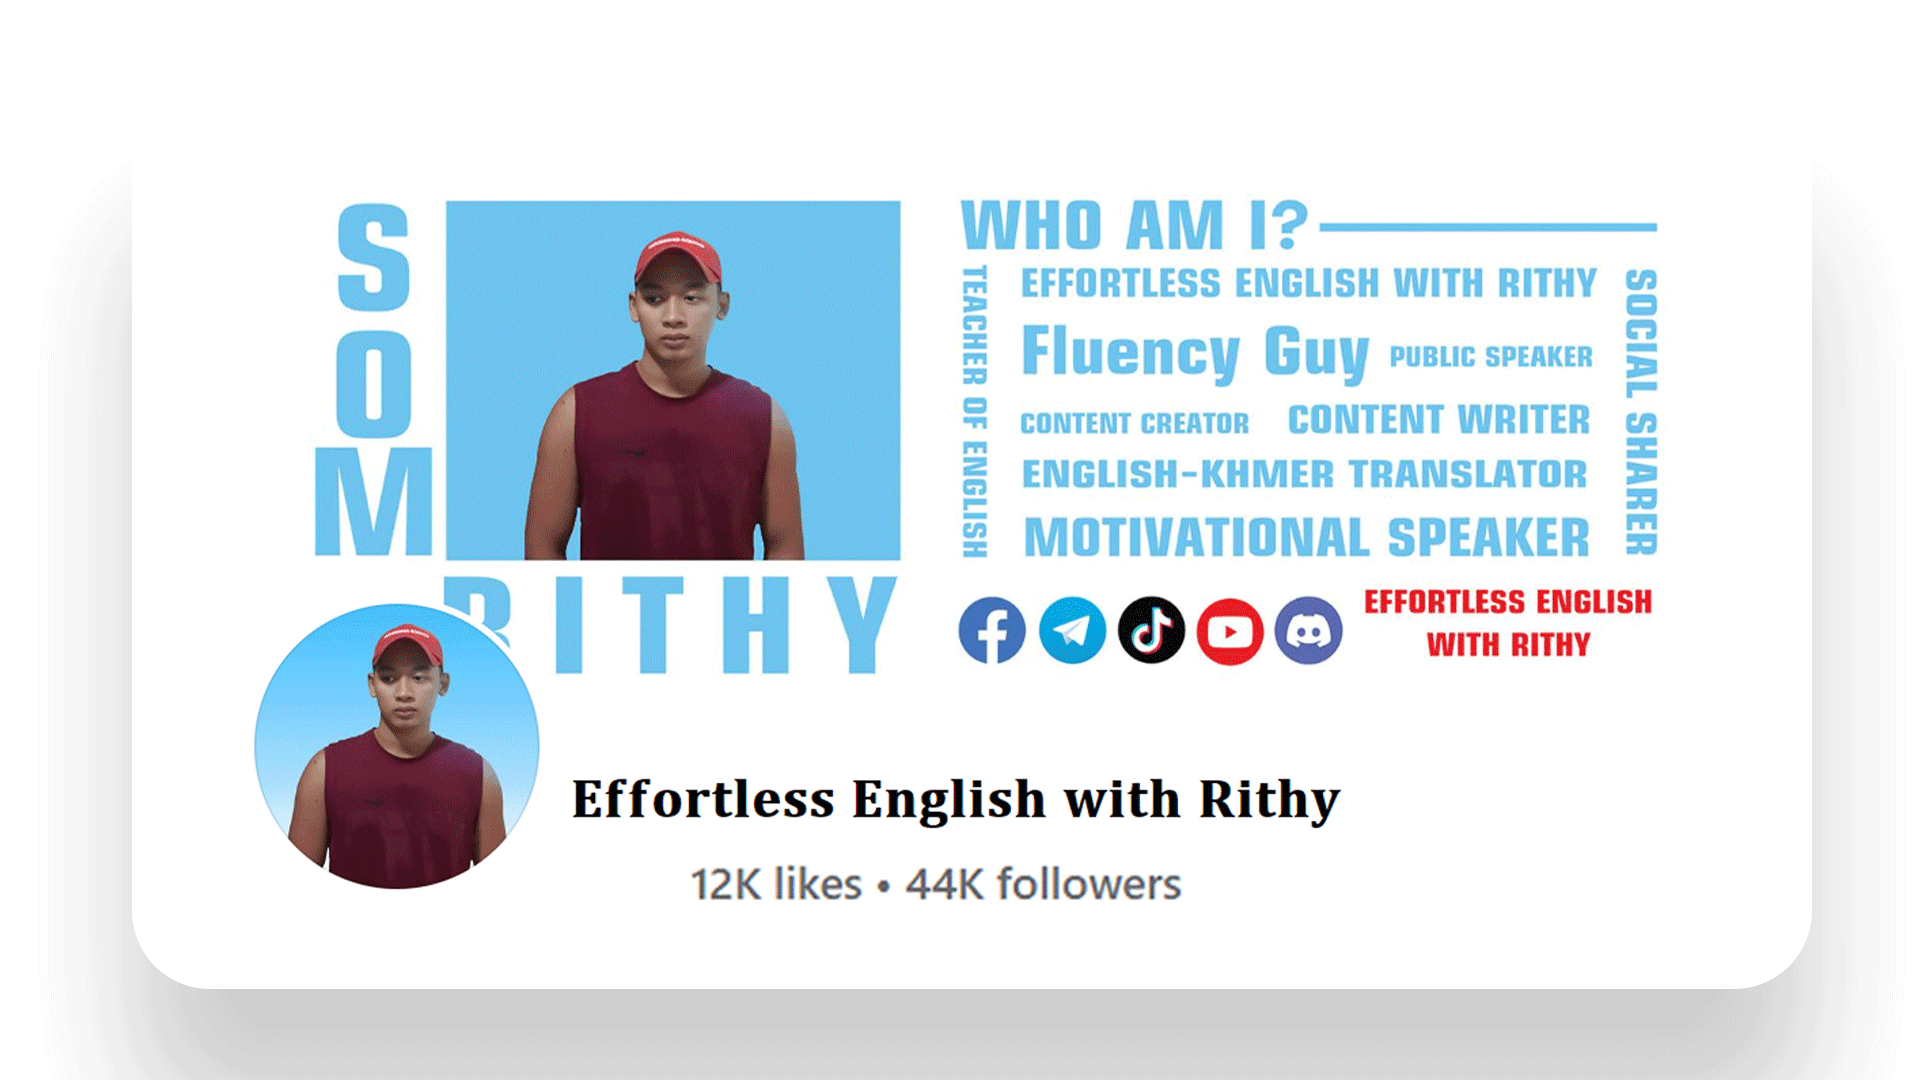 SOM
RITHY
WHO AM I?
TEACHER OF ENGLISH
EFFORTLESS ENGLISH WITH RITHY
Fluency Guy PUBLIC SPEAKER
CONTENT CREATOR CONTENT WRITER
ENGLISH-KHMER TRANSLATOR
MOTIVATIONAL SPEAKER
SOCIAL SHARER
EFFORTLESS ENGLISH
WITH RITHY
Effortless English with Rithy
12K likes • 44K followers